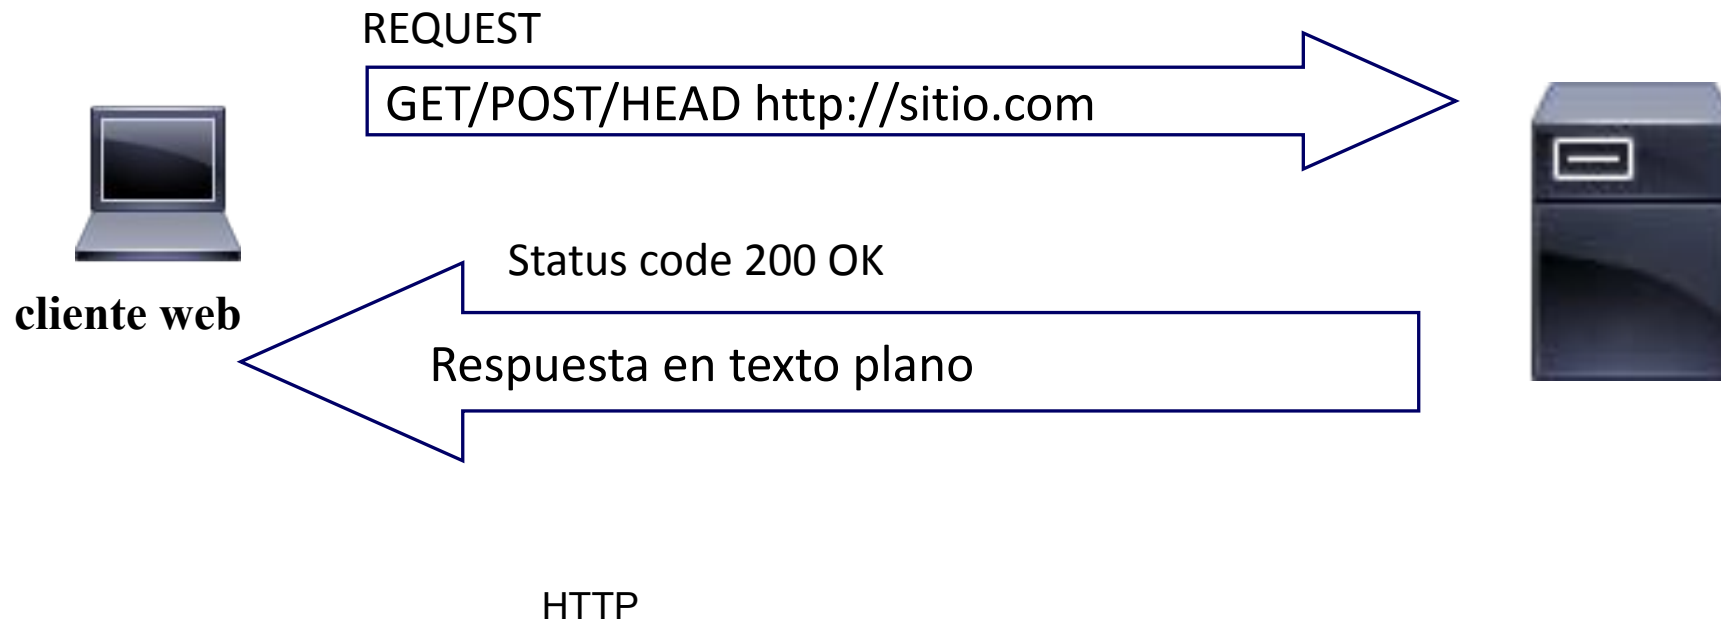 REQUEST
GET/POST/HEAD http://sitio.com
Status code 200 OK
cliente web
Respuesta en texto plano
HTTP